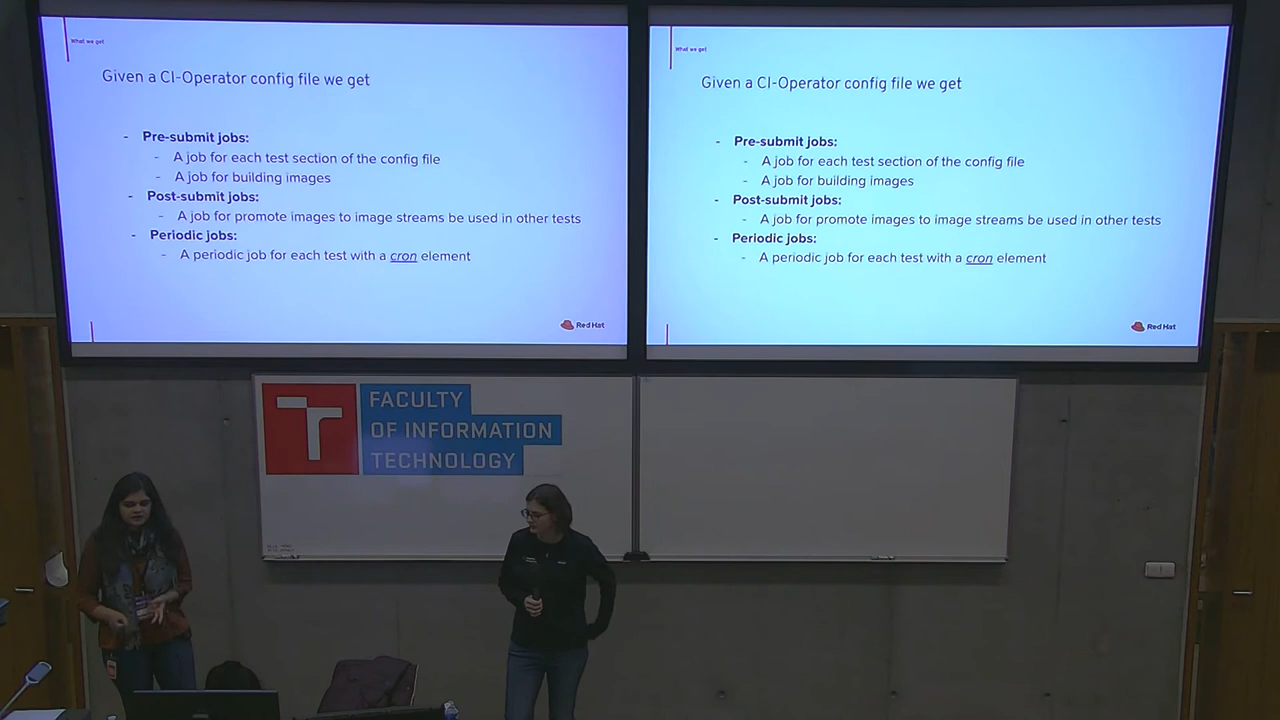 What we get
Given a CI-Operator config file we get
- Pre-submit jobs:
- A job for each test section of the config file
- A job for building images
- Post-submit jobs:
- A job for promote images to image streams be used in other tests
- Periodic jobs:
- A periodic job for each test with a cron element
Red Hat
What we get
Given a CI-Operator config file we get
- Pre-submit jobs:
- A job for each test section of the config file
- A job for building images
- Post-submit jobs:
- A job for promote images to image streams be used in other tests
- Periodic jobs:
- A periodic job for each test with a cron element
Red Hat
FACULTY
OF INFORMATION
TECHNOLOGY